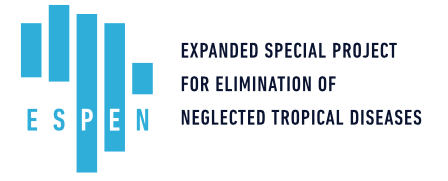 ESPEN
EXPANDED SPECIAL PROJECT
FOR ELIMINATION OF
NEGLECTED TROPICAL DISEASES